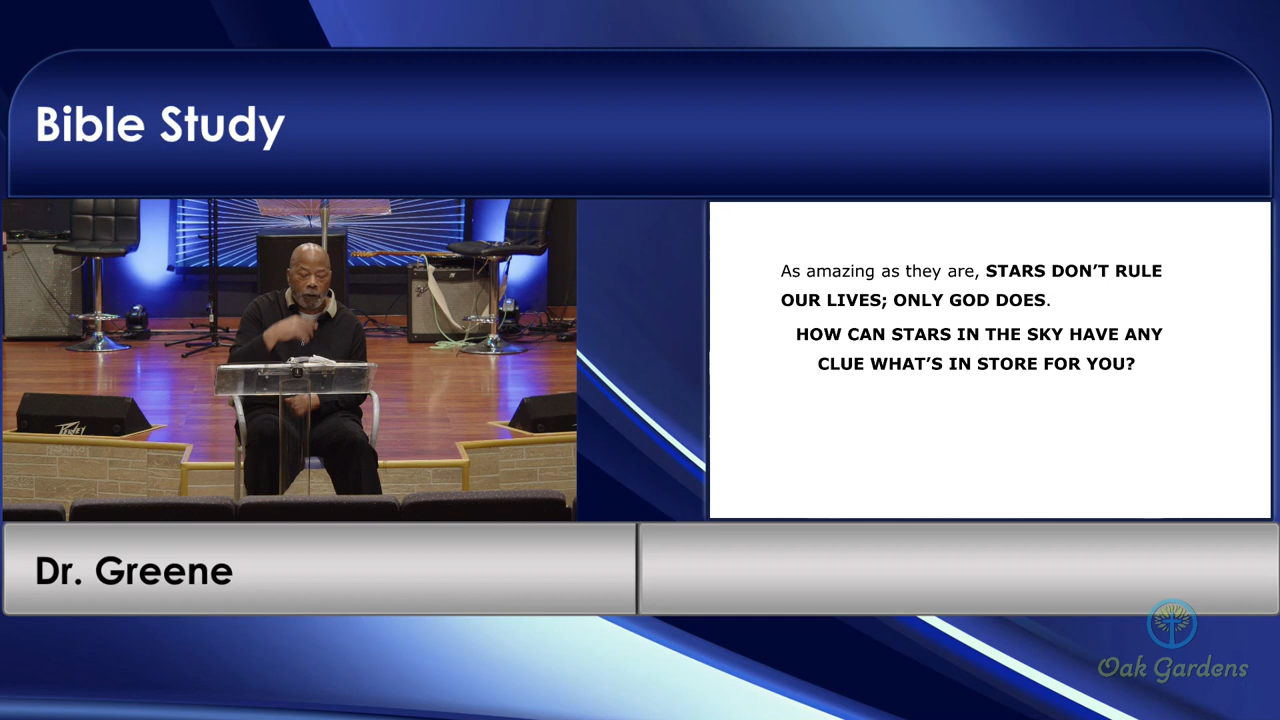 Bible Study
As amazing as they are, STARS DON’T RULE
OUR LIVES; ONLY GOD DOES.
HOW CAN STARS IN THE SKY HAVE ANY
CLUE WHAT’S IN STORE FOR YOU?
PEAVEY
Dr. Greene
Oak Gardens